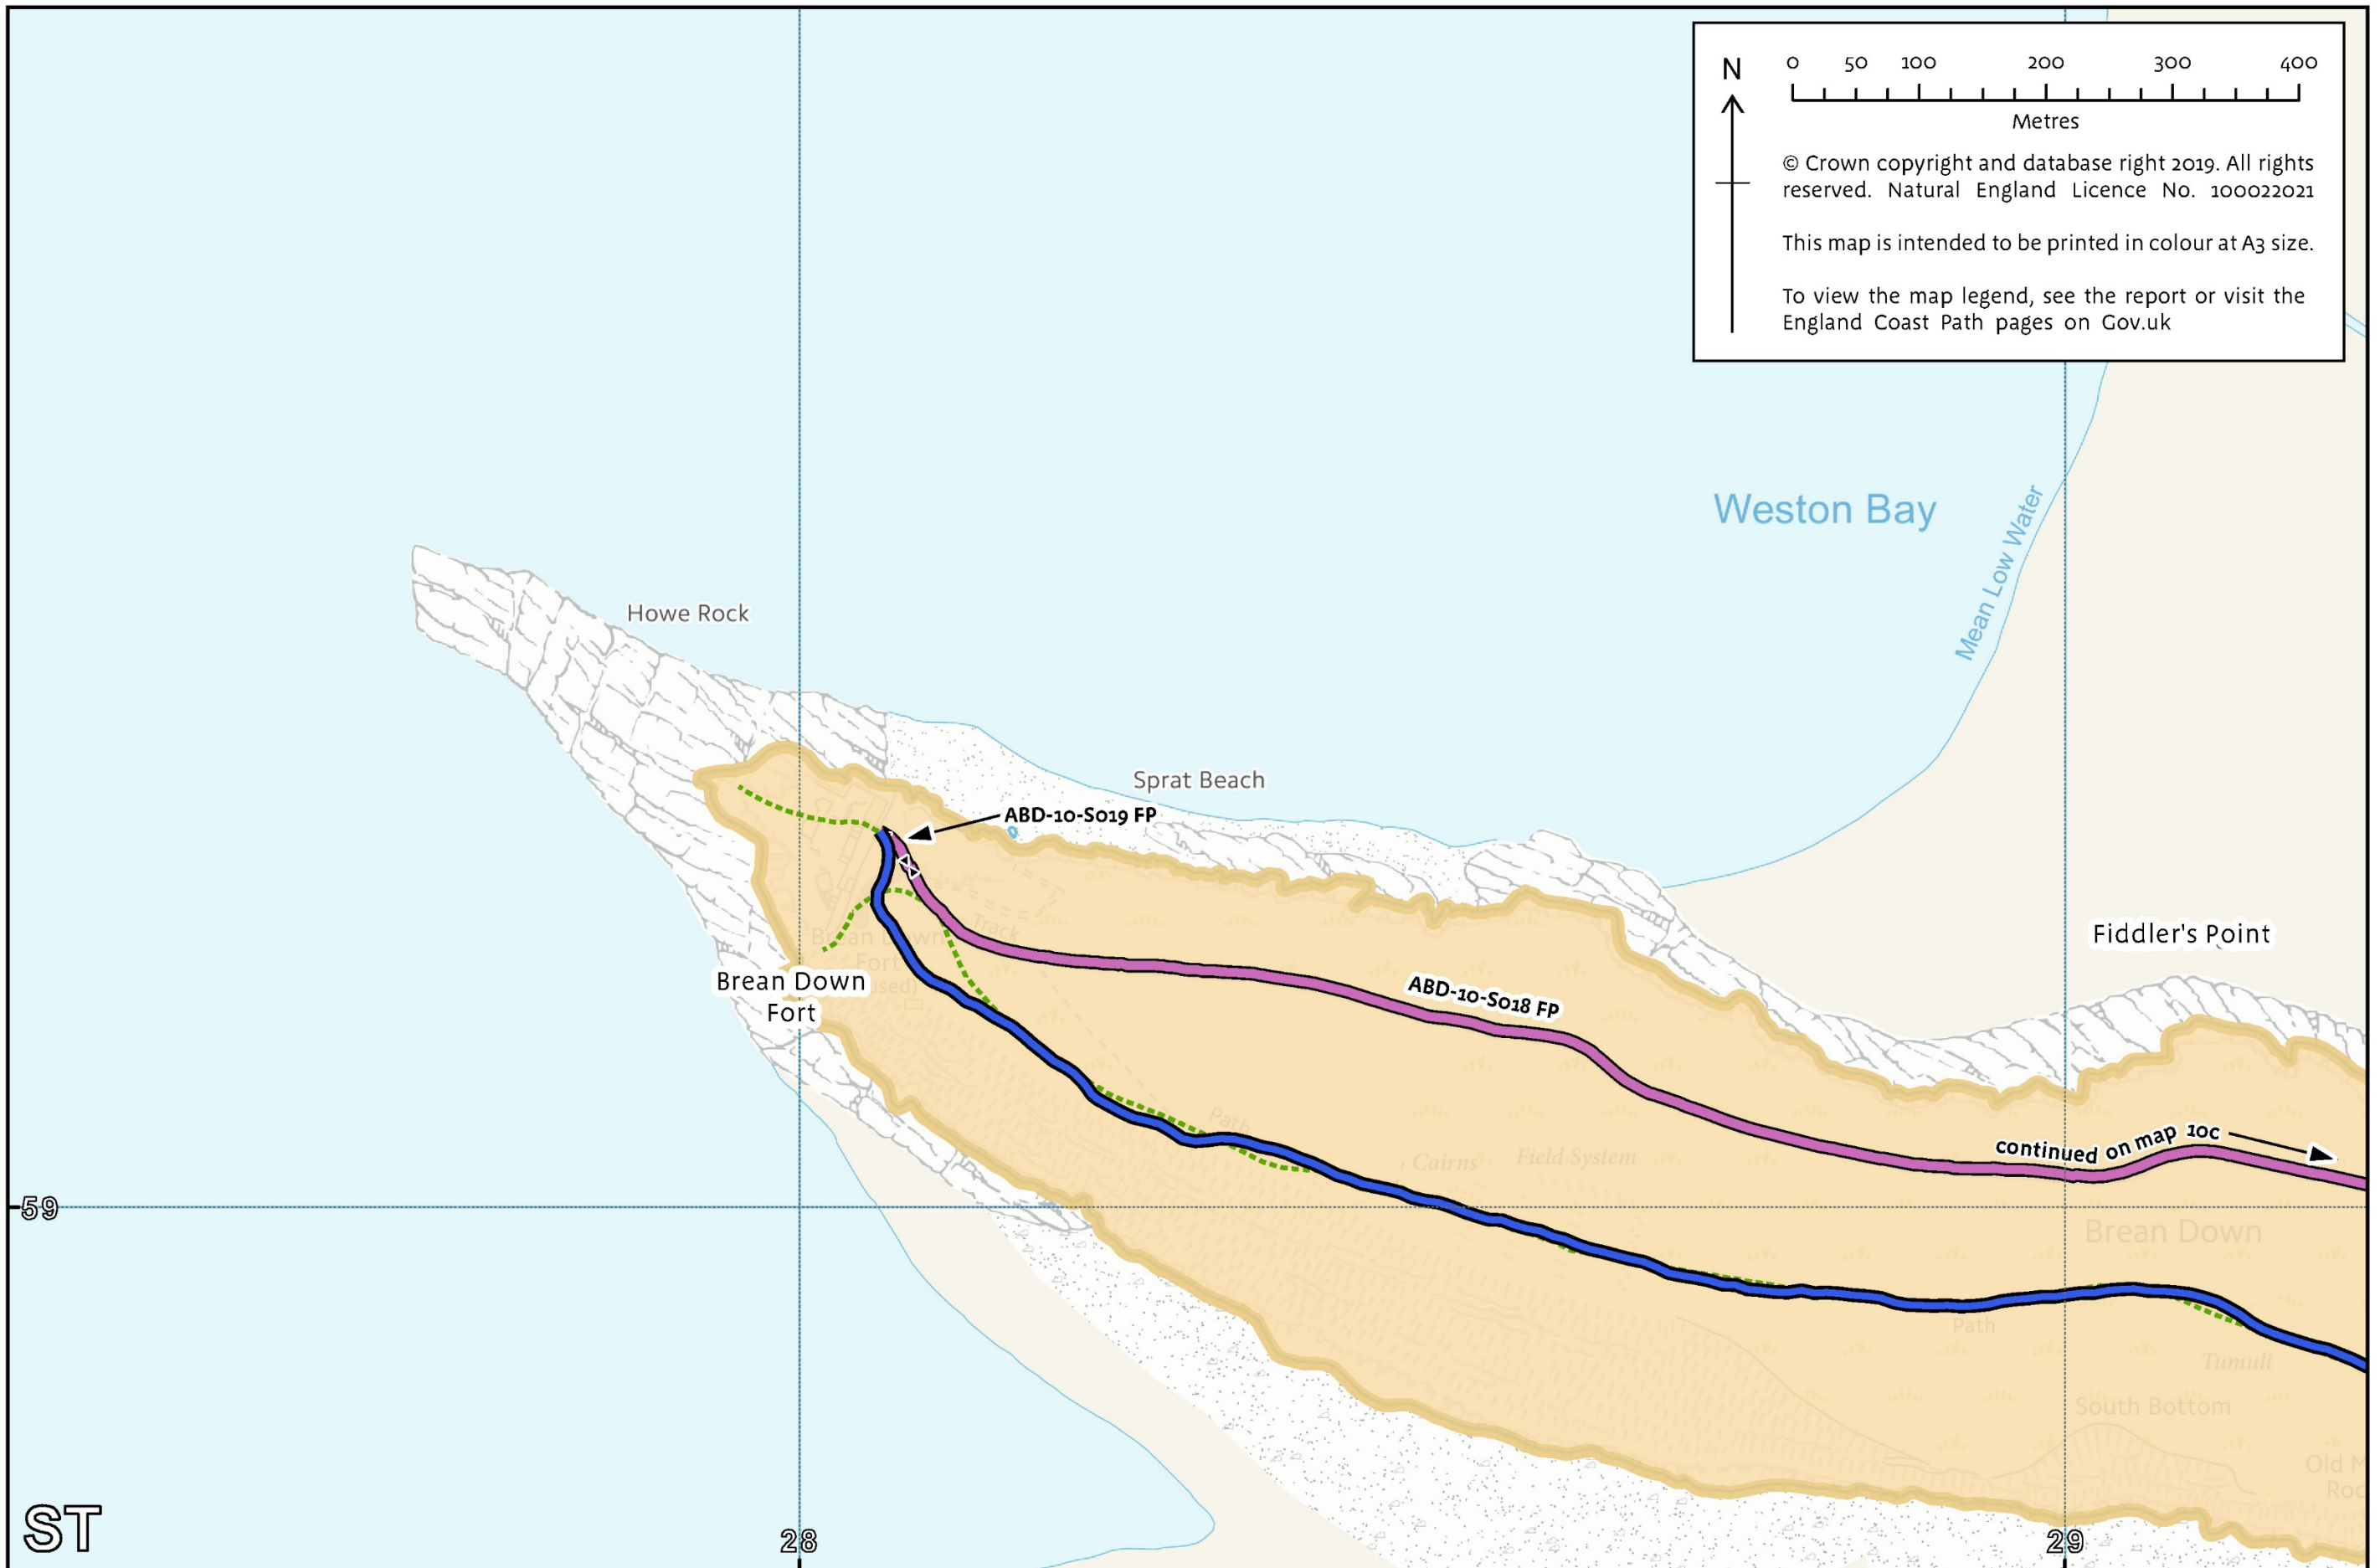 N
0 50 100 200 300 400
Metres
© Crown copyright and database right 2019. All rights
reserved. Natural England Licence No. 100022021
This map is intended to be printed in colour at A3 size.
To view the map legend, see the report or visit the
England Coast Path pages on Gov.uk
Weston Bay
Mean Low Water
Howe Rock
Sprat Beach
ABD-10-S019 FP
Track
Fiddler's Point
Brean Down
Fort
Brean Down
Fort
ABD-10-S018 FP
Path
continued on map 10c
Cairns
Field System
59
Brean Down
Path
Tumuli
South Bottom
Old
ST
28
29